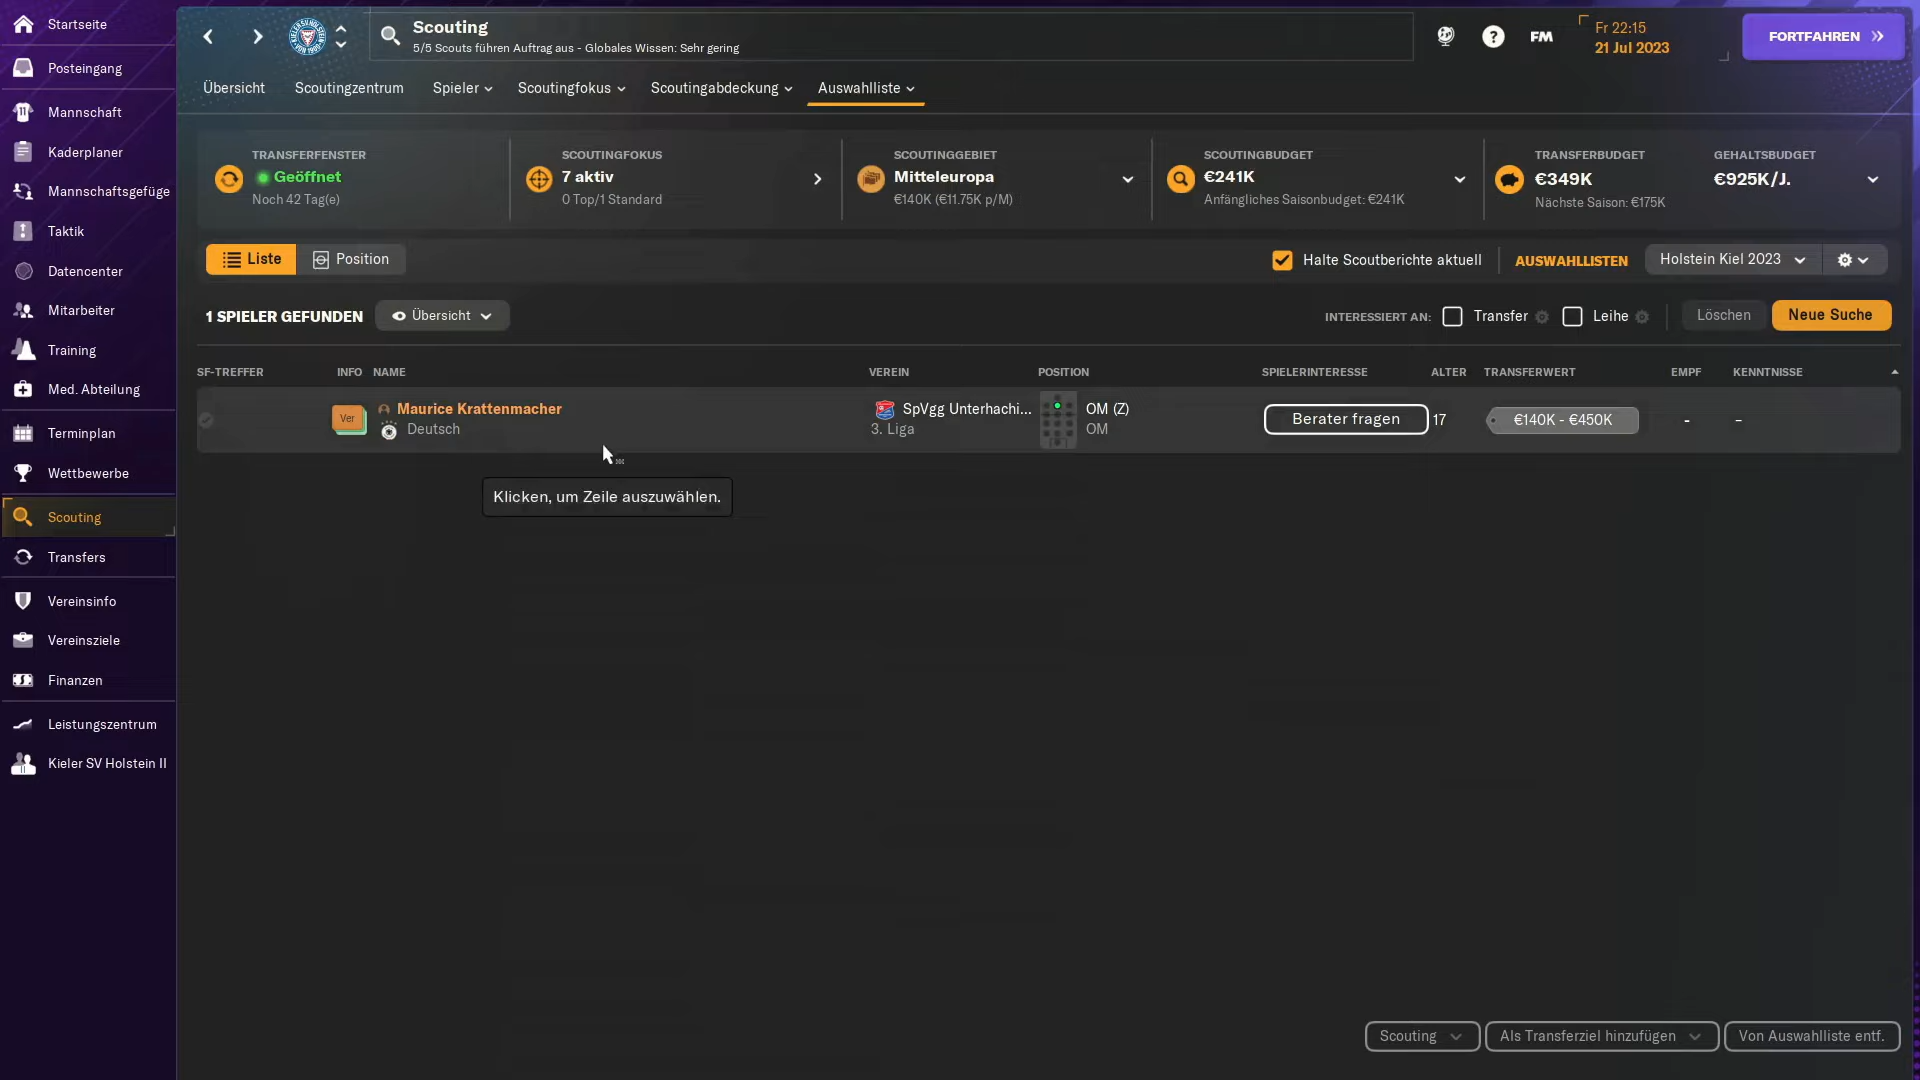 Startseite
Posteingang
Mannschaft
Kaderplaner
Mannschaftsgefüge
Taktik
Datencenter
Mitarbeiter
Training
Med. Abteilung
Terminplan
Wettbewerbe
Scouting
Transfers
Vereinsinfo
Vereinsziele
Finanzen
Leistungszentrum
Kieler SV Holstein II
Scouting
5/5 Scouts führen Auftrag aus - Globales Wissen: Sehr gering
FM
Fr 22:15
21 Jul 2023
FORTFAHREN
Übersicht Scoutingzentrum Spieler Scoutingfokus Scoutingabdeckung Auswahlliste
TRANSFERFENSTER
Geöffnet
Noch 42 Tag(e)
SCOUTINGFOKUS
7 aktiv
0 Top/1 Standard
SCOUTINGGEBIET
Mitteleuropa
€140K (€11.75K p/M)
SCOUTINGBUDGET
€241K
Anfängliches Saisonbudget: €241K
TRANSFERBUDGET
€349K
Nächste Saison: €175K
GEHALTSBUDGET
€925K/J.
Liste Position
Halte Scoutberichte aktuell AUSWAHLLISTEN Holstein Kiel 2023
1 SPIELER GEFUNDEN Übersicht
INTERESSIERT AN: Transfer Leihe Löschen Neue Suche
SF-TREFFER INFO NAME VEREIN POSITION SPIELERINTERESSE ALTER TRANSFERWERT EMPF KENNTNISSE
Ver Maurice Krattenmacher SpVgg Unterhachi... OM (Z) Berater fragen 17 €140K - €450K - -
Deutsch 3. Liga OM
Klicken, um Zeile auszuwählen.
Scouting Als Transferziel hinzufügen Von Auswahlliste entf.